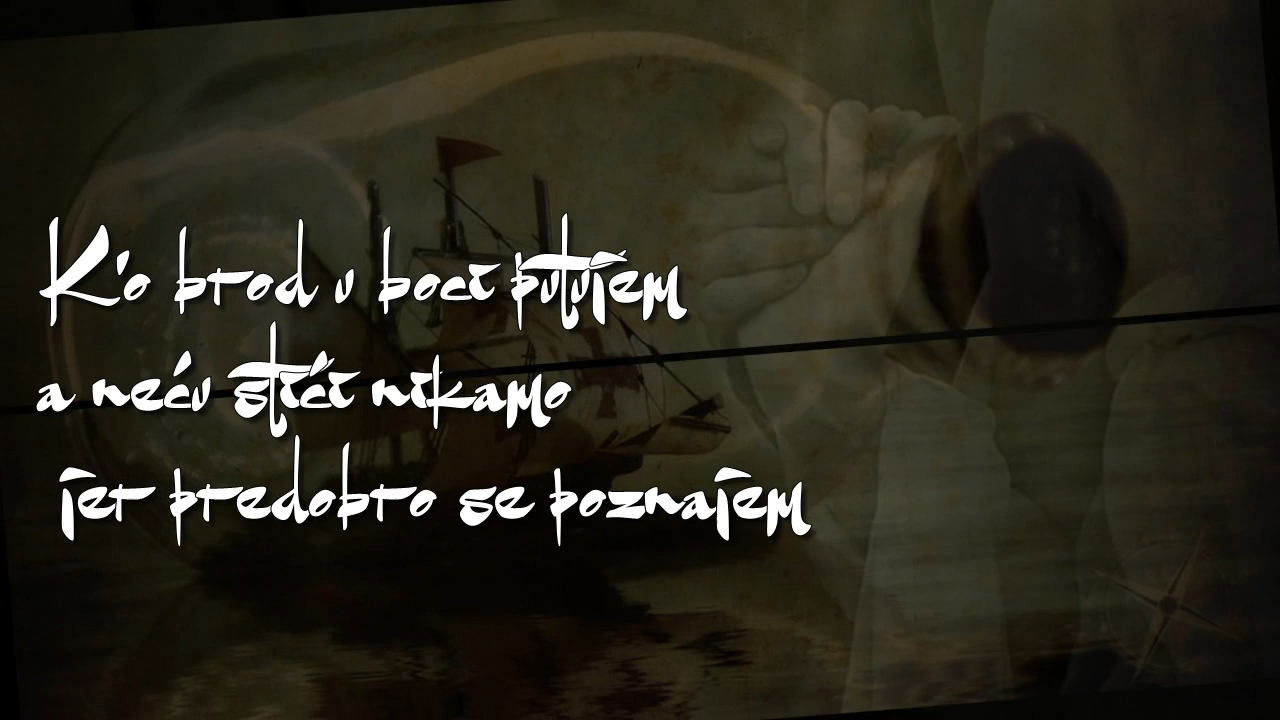 K'o brod u boci putujem
a neću stići nikamo
jer predobro se poznajem